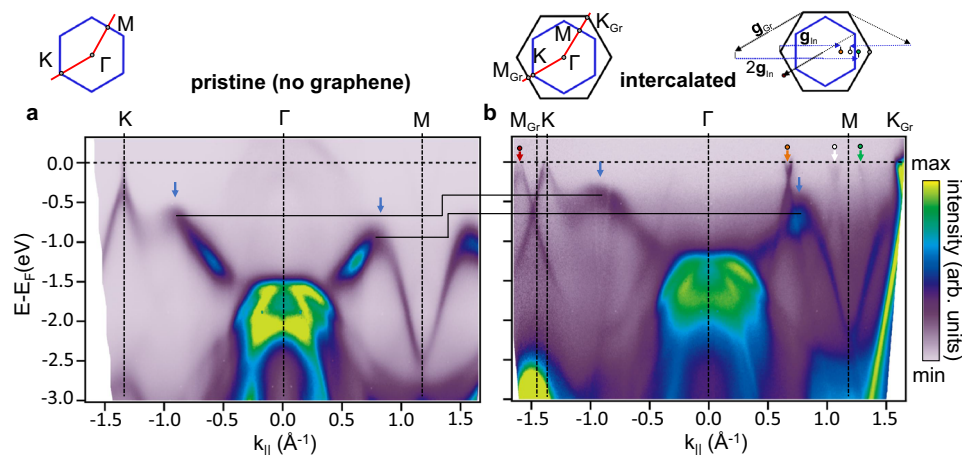 M
K
Γ
pristine (no graphene)
K_Gr
M
K
Γ
M_Gr
intercalated
g_Gr
g_In
2g_In
a
K
Γ
M
b
M_Gr
K
Γ
M
K_Gr
E-E_F(eV)
0.0
-0.5
-1.0
-1.5
-2.0
-2.5
-3.0
-1.0
-0.5
0.0
0.5
1.0
1.5
k_|| (Å⁻¹)
-1.5
-1.0
-0.5
0.0
0.5
1.0
1.5
k_|| (Å⁻¹)
max
intensity (arb. units)
min